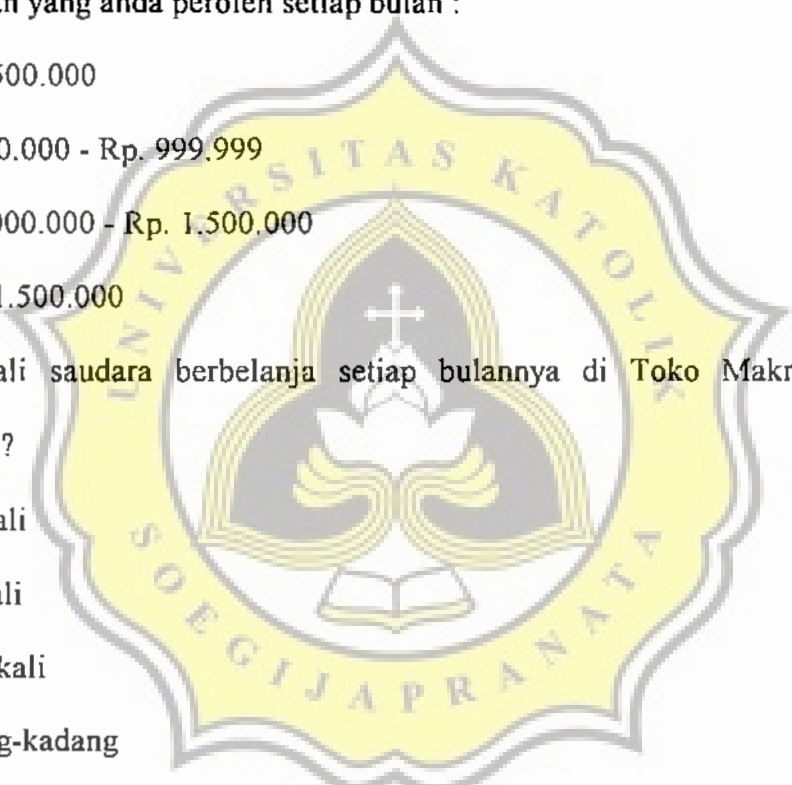 yang anda peroleh setiap bulan :
500.000
0.000 - Rp. 999.999
000.000 - Rp. 1.500.000
1.500.000
ali saudara berbelanja setiap bulannya di Toko Makr
?
ali
ali
kali
g-kadang
UNIVERSITAS KATOLIK
SOEGIJAPRANATA